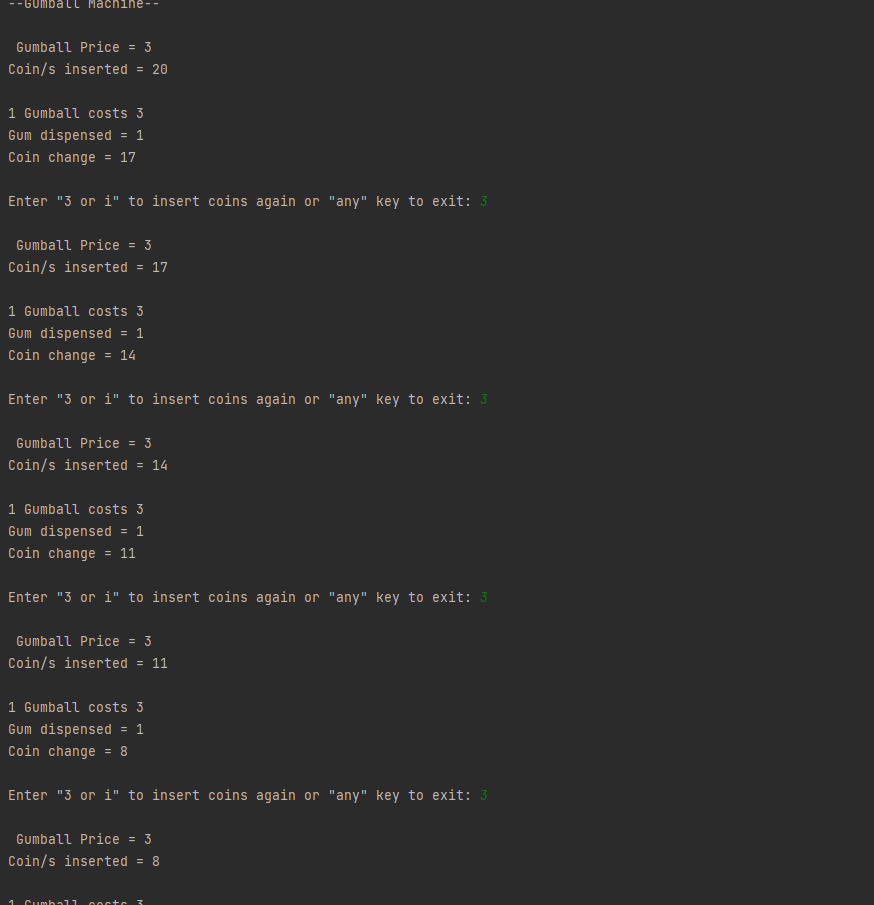 --Gumball Machine--
Gumball Price = 3
Coin/s inserted = 20
1 Gumball costs 3
Gum dispensed = 1
Coin change = 17
Enter "3 or i" to insert coins again or "any" key to exit: 3
Gumball Price = 3
Coin/s inserted = 17
1 Gumball costs 3
Gum dispensed = 1
Coin change = 14
Enter "3 or i" to insert coins again or "any" key to exit: 3
Gumball Price = 3
Coin/s inserted = 14
1 Gumball costs 3
Gum dispensed = 1
Coin change = 11
Enter "3 or i" to insert coins again or "any" key to exit: 3
Gumball Price = 3
Coin/s inserted = 11
1 Gumball costs 3
Gum dispensed = 1
Coin change = 8
Enter "3 or i" to insert coins again or "any" key to exit: 3
Gumball Price = 3
Coin/s inserted = 8
1 Gumball costs 3